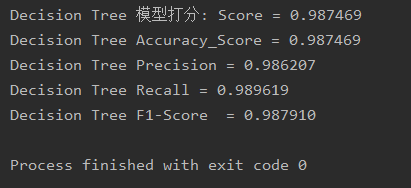 Decision Tree 模型打分: Score = 0.987469
Decision Tree Accuracy_Score = 0.987469
Decision Tree Precision = 0.986207
Decision Tree Recall = 0.989619
Decision Tree F1-Score  = 0.987910
Process finished with exit code 0